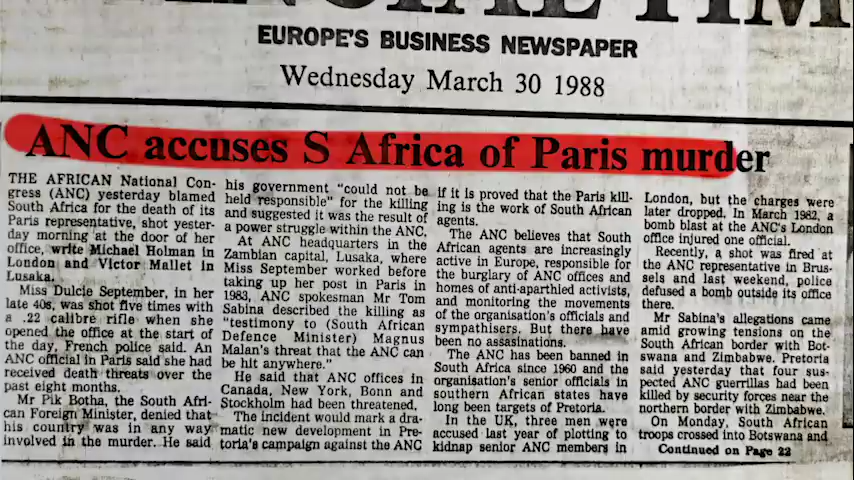 EUROPE'S BUSINESS NEWSPAPER
Wednesday March 30 1988
ANC accuses S Africa of Paris murder
THE AFRICAN National Con-
gress (ANC) yesterday blamed
South Africa for the death of its
Paris representative, shot yester-
day morning at the door of her
office, write Michael Holman in
London and Victor Mallet in
Lusaka.
Miss Dulcie September, in her
late 40s, was shot five times with
a .22 calibre rifle when she
opened the office at the start of
the day, French police said. An
ANC official in Paris said she had
received death threats over the
past eight months.
Mr Pik Botha, the South Afri-
can Foreign Minister, denied that
his country was in any way
involved in the murder. He said
his government "could not be
held responsible" for the killing
and suggested it was the result of
a power struggle within the ANC.
At ANC headquarters in the
Zambian capital, Lusaka, where
Miss September worked before
taking up her post in Paris in
1983, ANC spokesman Mr Tom
Sabina described the killing as
"testimony to (South African
Defence Minister) Magnus
Malan's threat that the ANC can
be hit anywhere."
He said that ANC offices in
Canada, New York, Bonn and
Stockholm had been threatened.
The incident would mark a dra-
matic new development in Pre-
toria's campaign against the ANC
if it is proved that the Paris kill-
ing is the work of South African
agents.
The ANC believes that South
African agents are increasingly
active in Europe, responsible for
the burglary of ANC offices and
homes of anti-aparthied activists,
and monitoring the movements
of the organisation's officials and
sympathisers. But there have
been no assasinations.
The ANC has been banned in
South Africa since 1960 and the
organisation's senior officials in
southern African states have
long been targets of Pretoria.
In the UK, three men were
accused last year of plotting to
kidnap senior ANC members in
London, but the charges were
later dropped. In March 1982, a
bomb blast at the ANC's London
office injured one official.
Recently, a shot was fired at
the ANC representative in Brus-
sels and last weekend, police
defused a bomb outside its office
there.
Mr Sabina's allegations came
amid growing tensions on the
South African border with Bot-
swana and Zimbabwe. Pretoria
said yesterday that four sus-
pected ANC guerrillas had been
killed by security forces near the
northern border with Zimbabwe.
On Monday, South African
troops crossed into Botswana and
Continued on Page 22